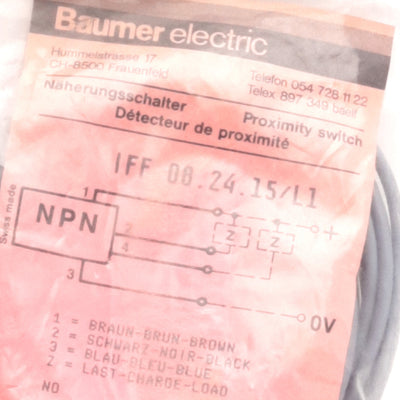 Baumer electric
Hummelstrasse 17
CH-8500 Frauenfeld
Telefon 054 728 11 22
Telex 897 349 baelf
Näherungsschalter
Proximity switch
Détecteur de proximité
IFF 08.24.15/L1
Swiss made
NPN
1
2
4
3
Z
Z
+
0V
1 = BRAUN-BRUN-BROWN
2 = SCHWARZ-NOIR-BLACK
3 = BLAU-BLEU-BLUE
Z = LAST-CHARGE-LOAD
NO